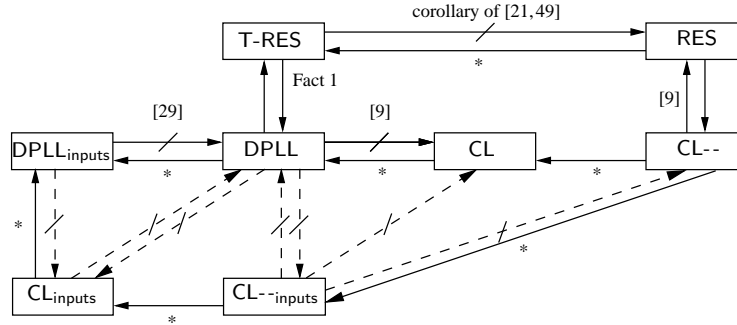 corollary of [21,49]
T-RES
RES
*
Fact 1
[9]
[29]
[9]
DPLLinputs
DPLL
CL
CL--
*
*
*
*
*
CLinputs
CL--inputs
*